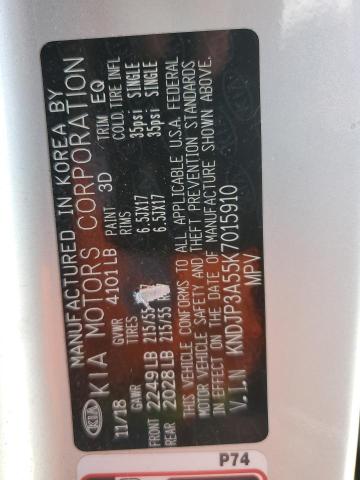 KIA
MANUFACTURED IN KOREA BY
KIA MOTORS CORPORATION
11/18 GVWR 4101LB PAINT 3D TRIM EQ
GAWR TIRES RIMS COLD TIRE INFL
FRONT 2249LB 215/55 6.5JX17 35psi SINGLE
REAR 2028LB 215/55 6.5JX17 35psi SINGLE
THIS VEHICLE CONFORMS TO ALL APPLICABLE U.S.A. FEDERAL
MOTOR VEHICLE SAFETY AND THEFT PREVENTION STANDARDS
IN EFFECT ON THE DATE OF MANUFACTURE SHOWN ABOVE.
V.I.N KNDJP3A55K7015910
MPV
P74